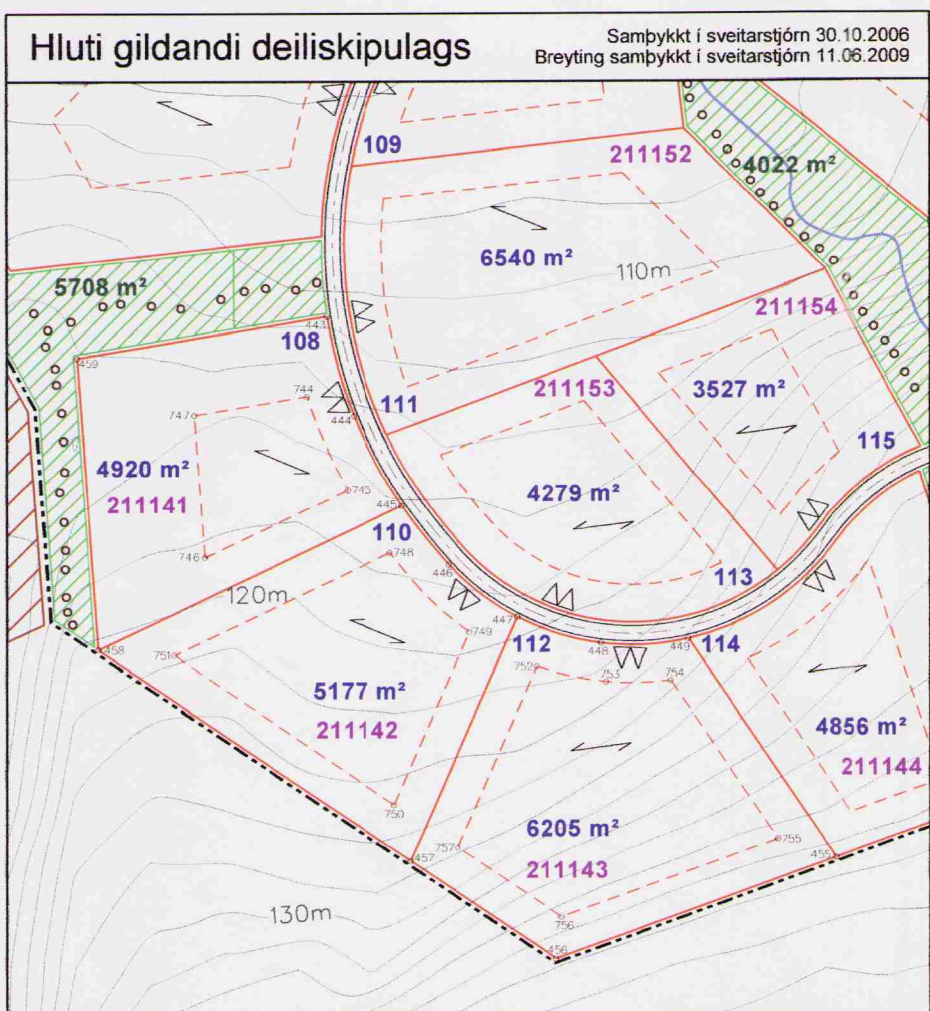 Hluti gildandi deiliskipulags
Samþykkt í sveitarstjórn 30.10.2006
Breyting samþykkt í sveitarstjórn 11.06.2009
109
211152
4022 m²
6540 m²
110m
5708 m²
211154
443
108
459
744
211153
3527 m²
111
747
444
115
4920 m²
211141
745
4279 m²
445
110
748
746
446
113
120m
447
749
112
448
449
114
458
751
752
753
754
5177 m²
211142
4856 m²
211144
750
6205 m²
757
755
455
457
211143
130m
756
456